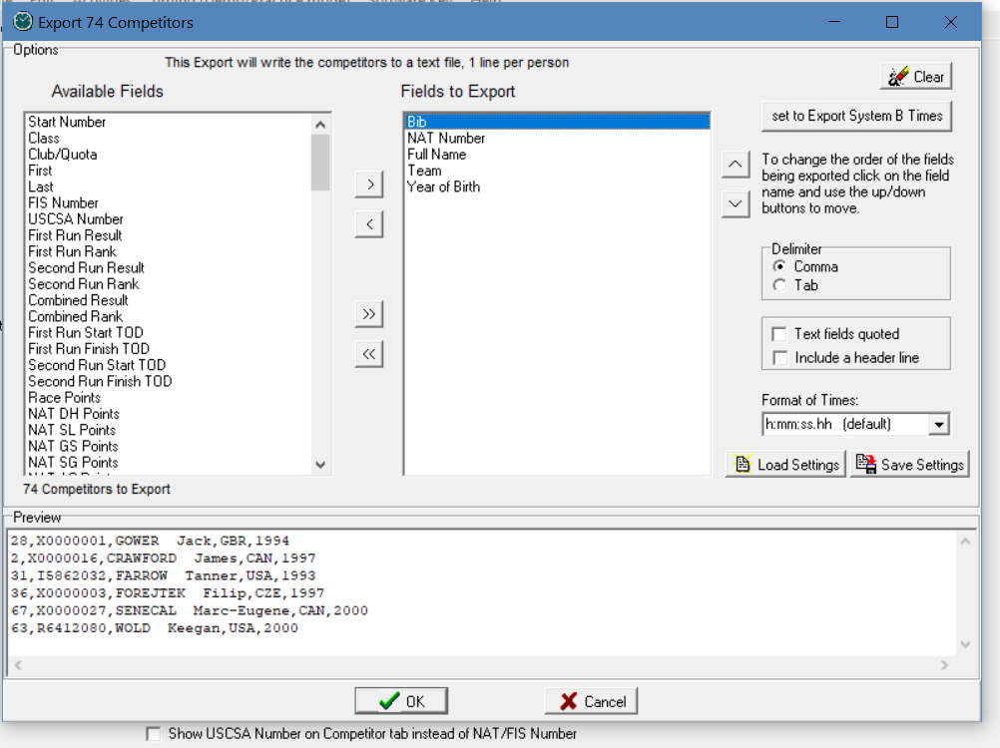 Export 74 Competitors
Options
This Export will write the competitors to a text file, 1 line per person
Available Fields
Fields to Export
Clear
set to Export System B Times
Start Number
Class
Club/Quota
First
Last
FIS Number
USCSA Number
First Run Result
First Run Rank
Second Run Result
Second Run Rank
Combined Result
Combined Rank
First Run Start TOD
First Run Finish TOD
Second Run Start TOD
Second Run Finish TOD
Race Points
NAT DH Points
NAT SL Points
NAT GS Points
NAT SG Points
>
<
>>
<<
Bib
NAT Number
Full Name
Team
Year of Birth
To change the order of the fields
being exported click on the field
name and use the up/down
buttons to move.
Delimiter
Comma
Tab
Text fields quoted
Include a header line
Format of Times:
h:mm:ss.hh (default)
Load Settings
Save Settings
74 Competitors to Export
Preview
28,X0000001,GOWER  Jack,GBR,1994
2,X0000016,CRAWFORD  James,CAN,1997
31,I5862032,FARROW  Tanner,USA,1993
36,X0000003,FOREJTEK  Filip,CZE,1997
67,X0000027,SENECAL  Marc-Eugene,CAN,2000
63,R6412080,WOLD  Keegan,USA,2000
OK
Cancel
Show USCSA Number on Competitor tab instead of NAT/FIS Number